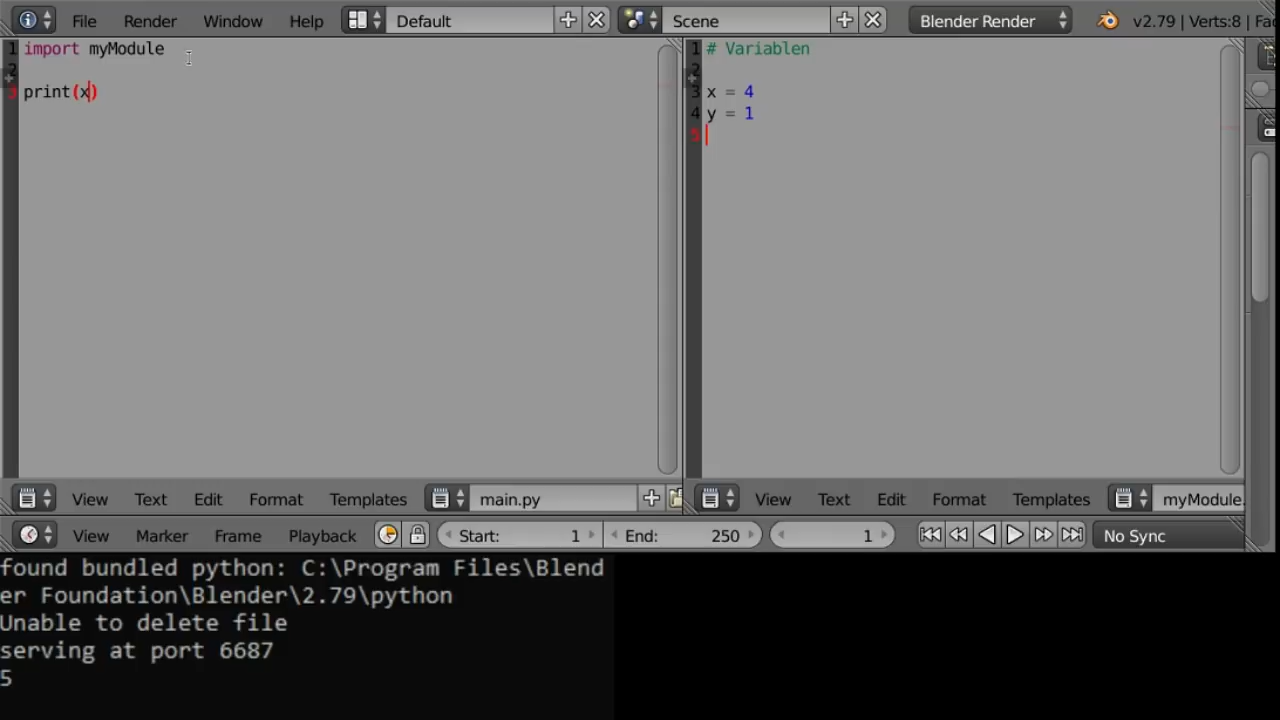 File Render Window Help Default Scene Blender Render v2.79 | Verts:8 |
1 import myModule
2
3 print(x)
1 # Variablen
2
3 x = 4
4 y = 1
5
View Text Edit Format Templates main.py
View Text Edit Format Templates myModule.
View Marker Frame Playback Start: 1 End: 250 1 No Sync
found bundled python: C:\Program Files\Blend
er Foundation\Blender\2.79\python
Unable to delete file
serving at port 6687
5